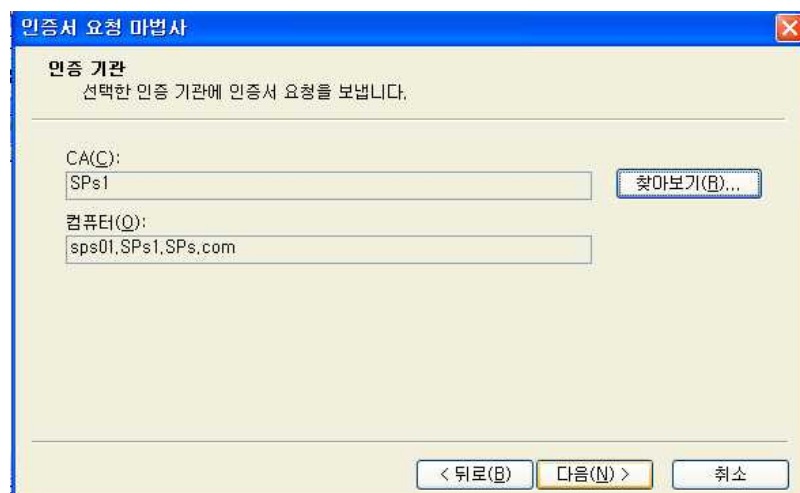 인증서 요청 마법사
인증 기관
선택한 인증 기관에 인증서 요청을 보냅니다.
CA(C):
SPs1
찾아보기(R)...
컴퓨터(O):
sps01.SPs1.SPs.com
< 뒤로(B)
다음(N) >
취소